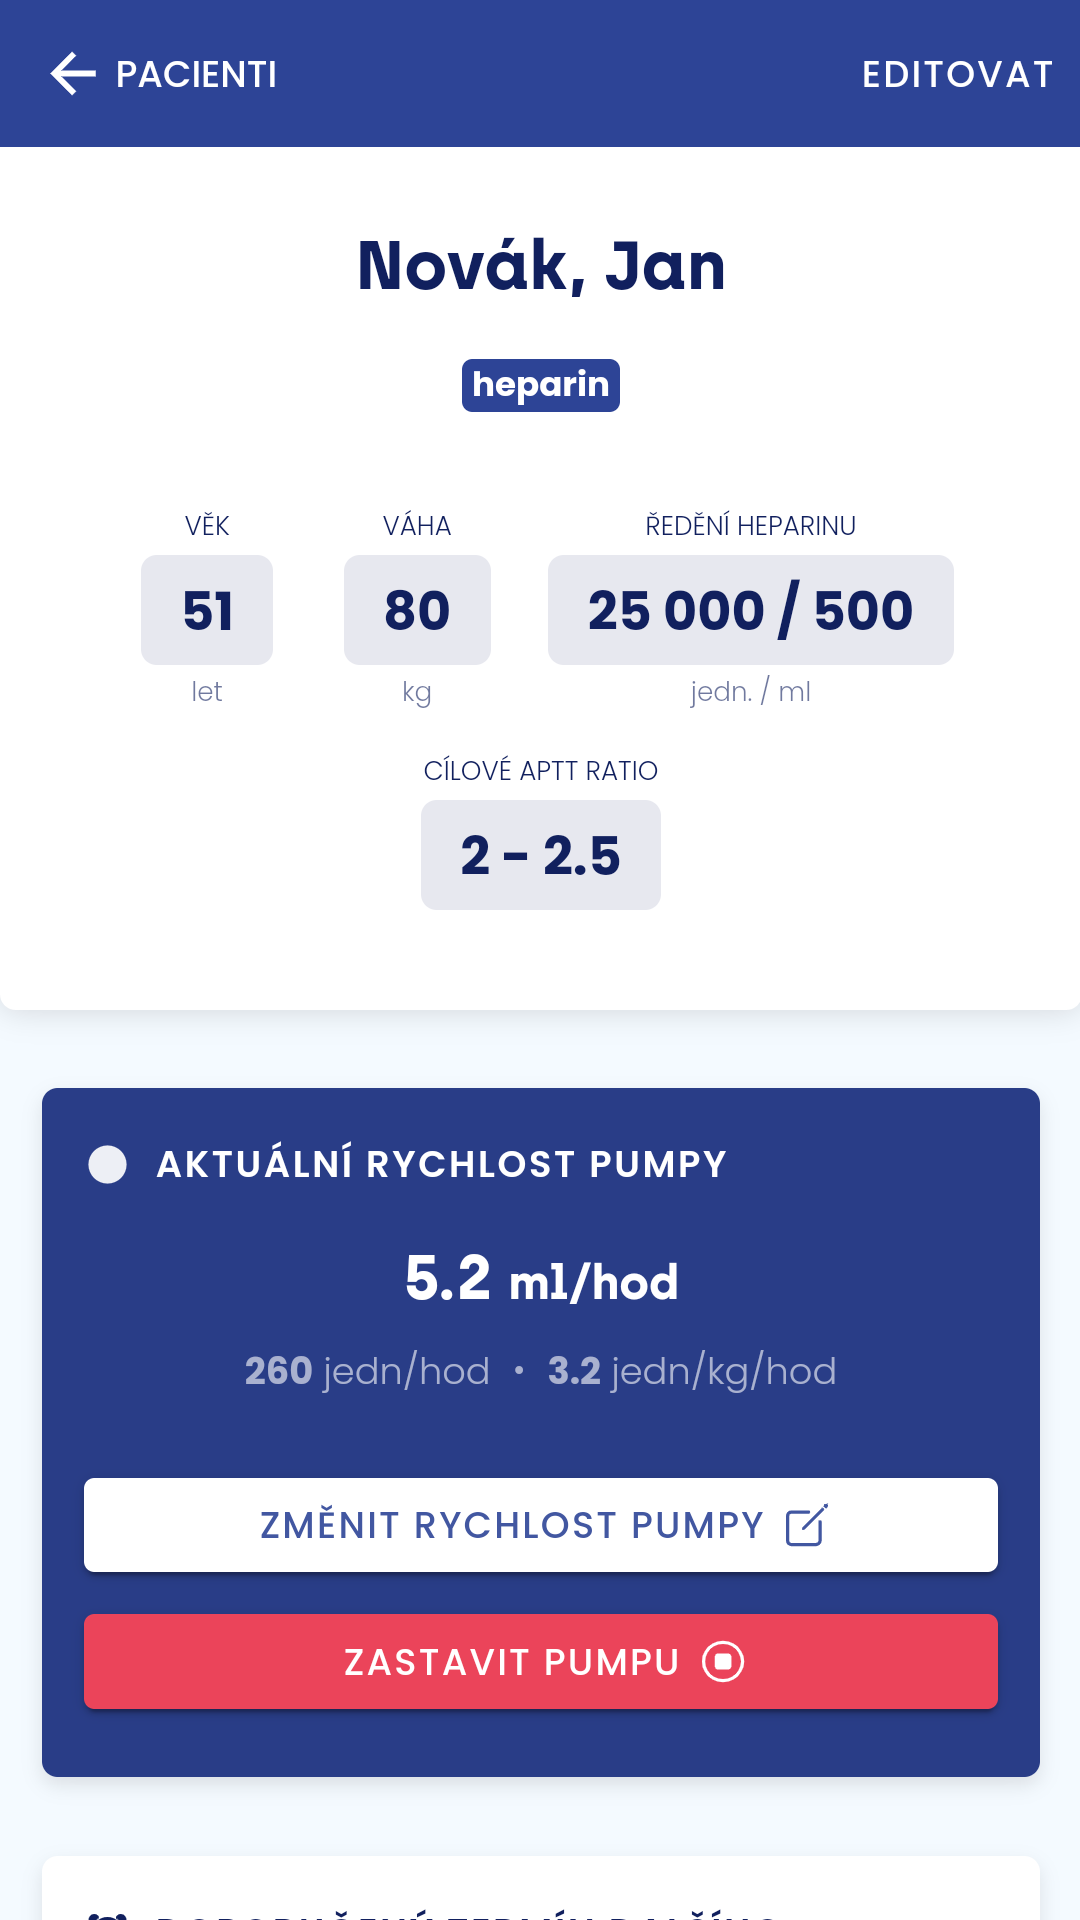 PACIENTI
EDITOVAT
Novák, Jan
heparin
VĚK
51
let
VÁHA
80
kg
ŘEDĚNÍ HEPARINU
25 000 / 500
jedn. / ml
CÍLOVÉ APTT RATIO
2 - 2.5
AKTUÁLNÍ RYCHLOST PUMPY
5.2 ml/hod
260 jedn/hod • 3.2 jedn/kg/hod
ZMĚNIT RYCHLOST PUMPY
ZASTAVIT PUMPU